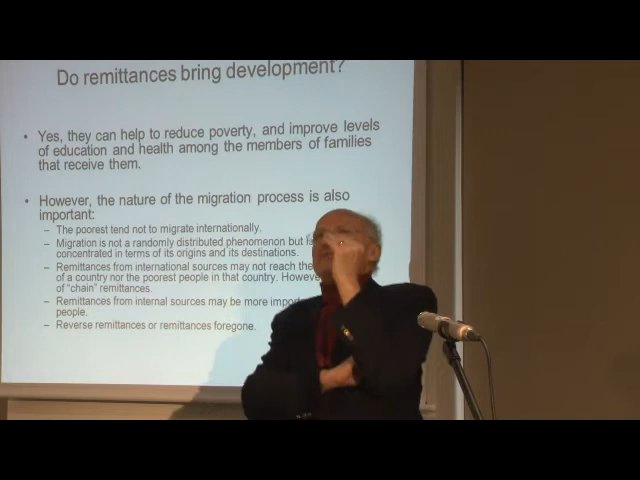 Do remittances bring development?
• Yes, they can help to reduce poverty, and improve levels
of education and health among the members of families
that receive them.
• However, the nature of the migration process is also
important:
– The poorest tend not to migrate internationally.
– Migration is not a randomly distributed phenomenon but
concentrated in terms of its origins and its destinations.
– Remittances from international sources may not reach the
of a country nor the poorest people in that country.
of “chain” remittances.
– Remittances from internal sources may be more
people.
– Reverse remittances or remittances foregone.